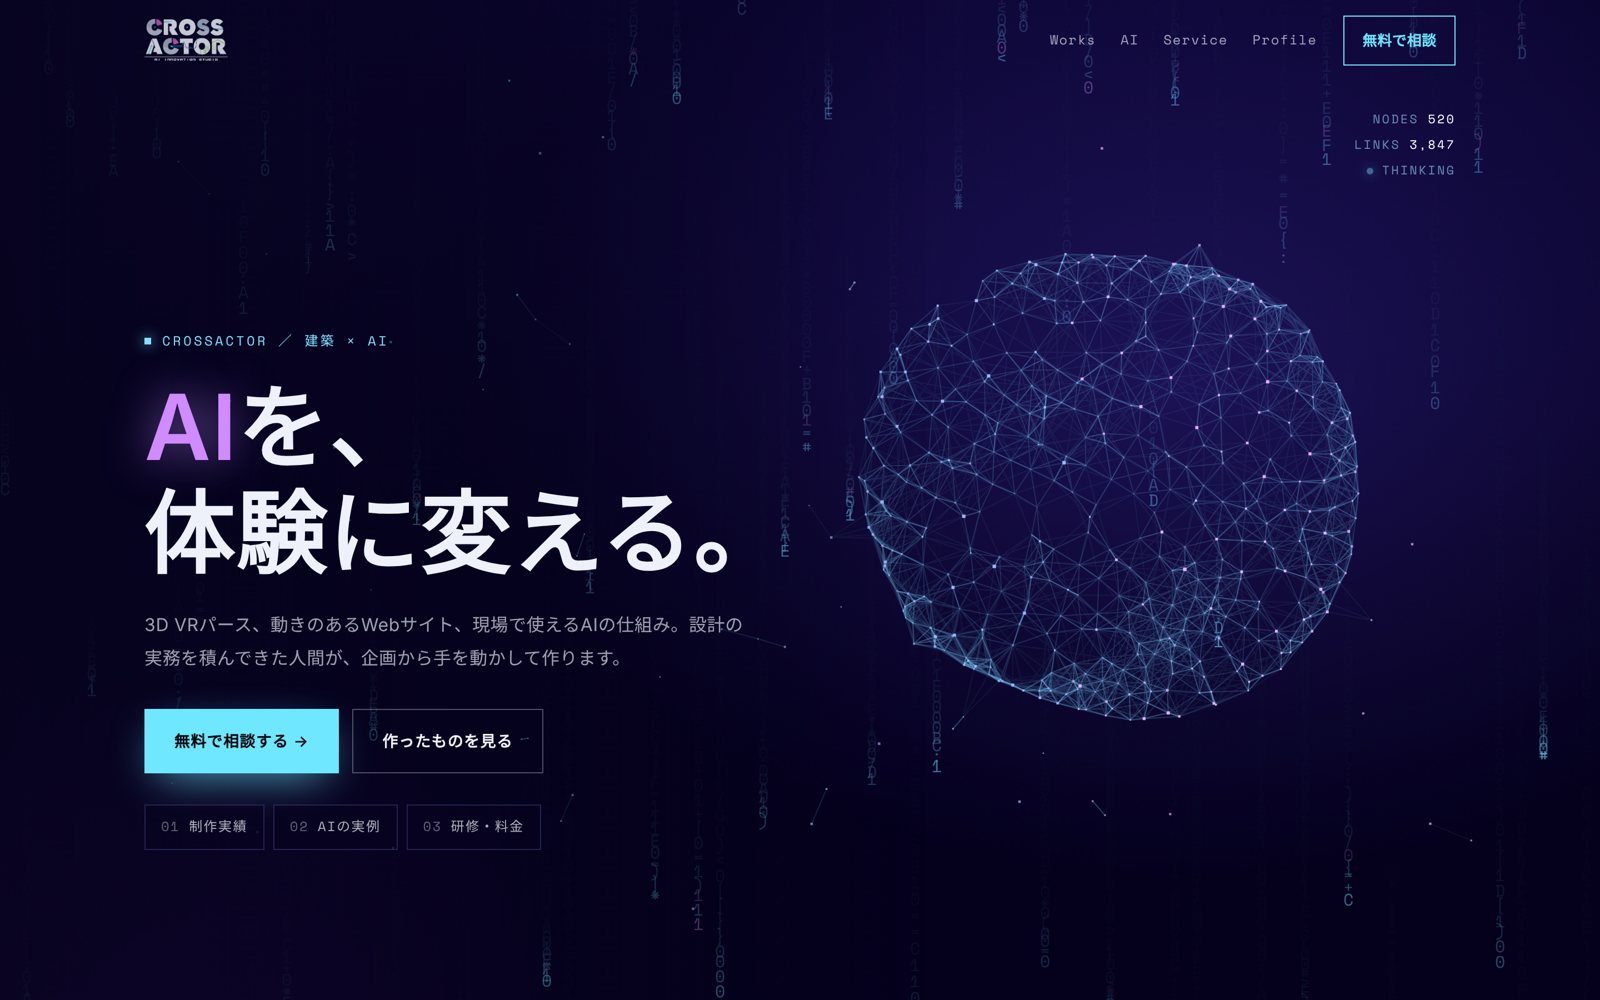 CROSS
ACTOR
AI INNOVATION STUDIO
Works AI Service Profile 無料で相談
NODES 520
LINKS 3,847
THINKING
CROSSACTOR ／ 建築 × AI
AIを、
体験に変える。
3D VRパース、動きのあるWebサイト、現場で使えるAIの仕組み。設計の
実務を積んできた人間が、企画から手を動かして作ります。
無料で相談する → 作ったものを見る
01 制作実績 02 AIの実例 03 研修・料金